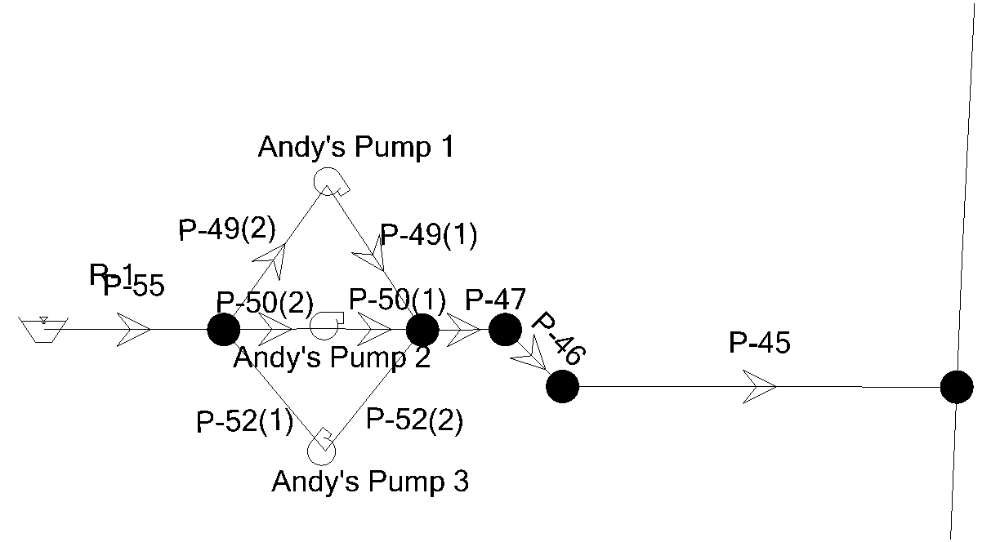 Andy's Pump 1
P-49(2)
P-49(1)
R-1
P-55
P-50(2)
P-50(1)
P-47
P-46
P-45
Andy's Pump 2
P-52(1)
P-52(2)
Andy's Pump 3